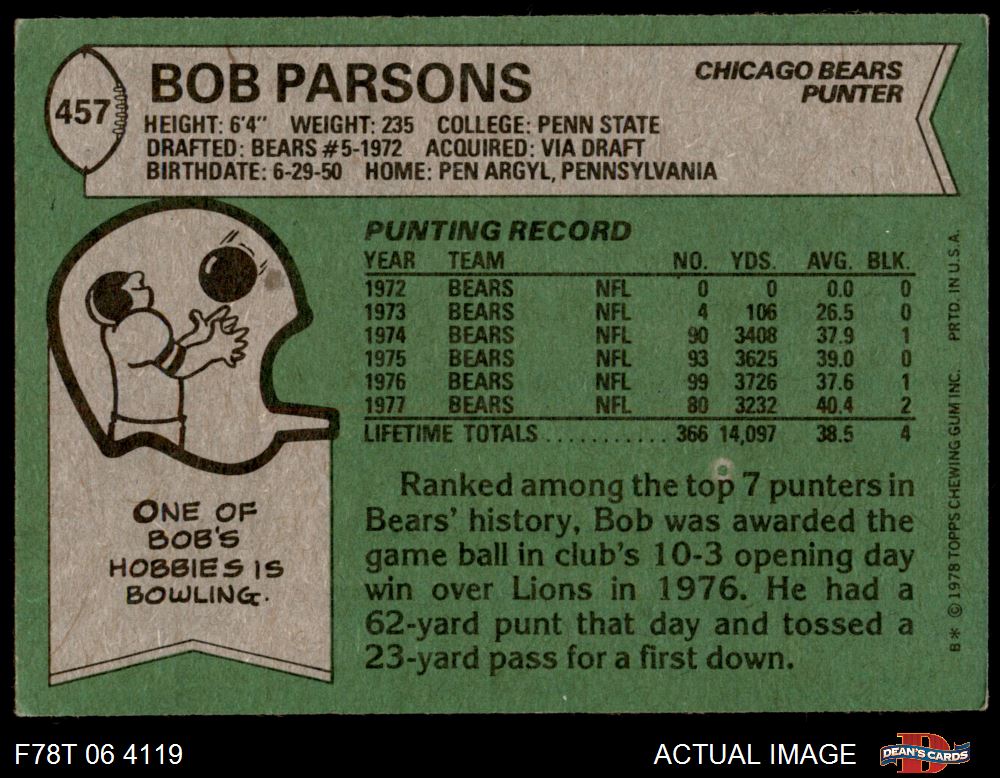 457
BOB PARSONS
CHICAGO BEARS
PUNTER
HEIGHT: 6'4" WEIGHT: 235 COLLEGE: PENN STATE
DRAFTED: BEARS #5-1972 ACQUIRED: VIA DRAFT
BIRTHDATE: 6-29-50 HOME: PEN ARGYL, PENNSYLVANIA
PUNTING RECORD
YEAR TEAM NO. YDS. AVG. BLK.
1972 BEARS NFL 0 0 0.0 0
1973 BEARS NFL 4 106 26.5 0
1974 BEARS NFL 90 3408 37.9 1
1975 BEARS NFL 93 3625 39.0 0
1976 BEARS NFL 99 3726 37.6 1
1977 BEARS NFL 80 3232 40.4 2
LIFETIME TOTALS ........... 366 14,097 38.5 4
ONE OF
BOB'S
HOBBIES IS
BOWLING.
Ranked among the top 7 punters in
Bears' history, Bob was awarded the
game ball in club's 10-3 opening day
win over Lions in 1976. He had a
62-yard punt that day and tossed a
23-yard pass for a first down.
B* © 1978 TOPPS CHEWING GUM INC. PRTD. IN U.S.A.
F78T 06 4119
ACTUAL IMAGE
DEAN'S CARDS